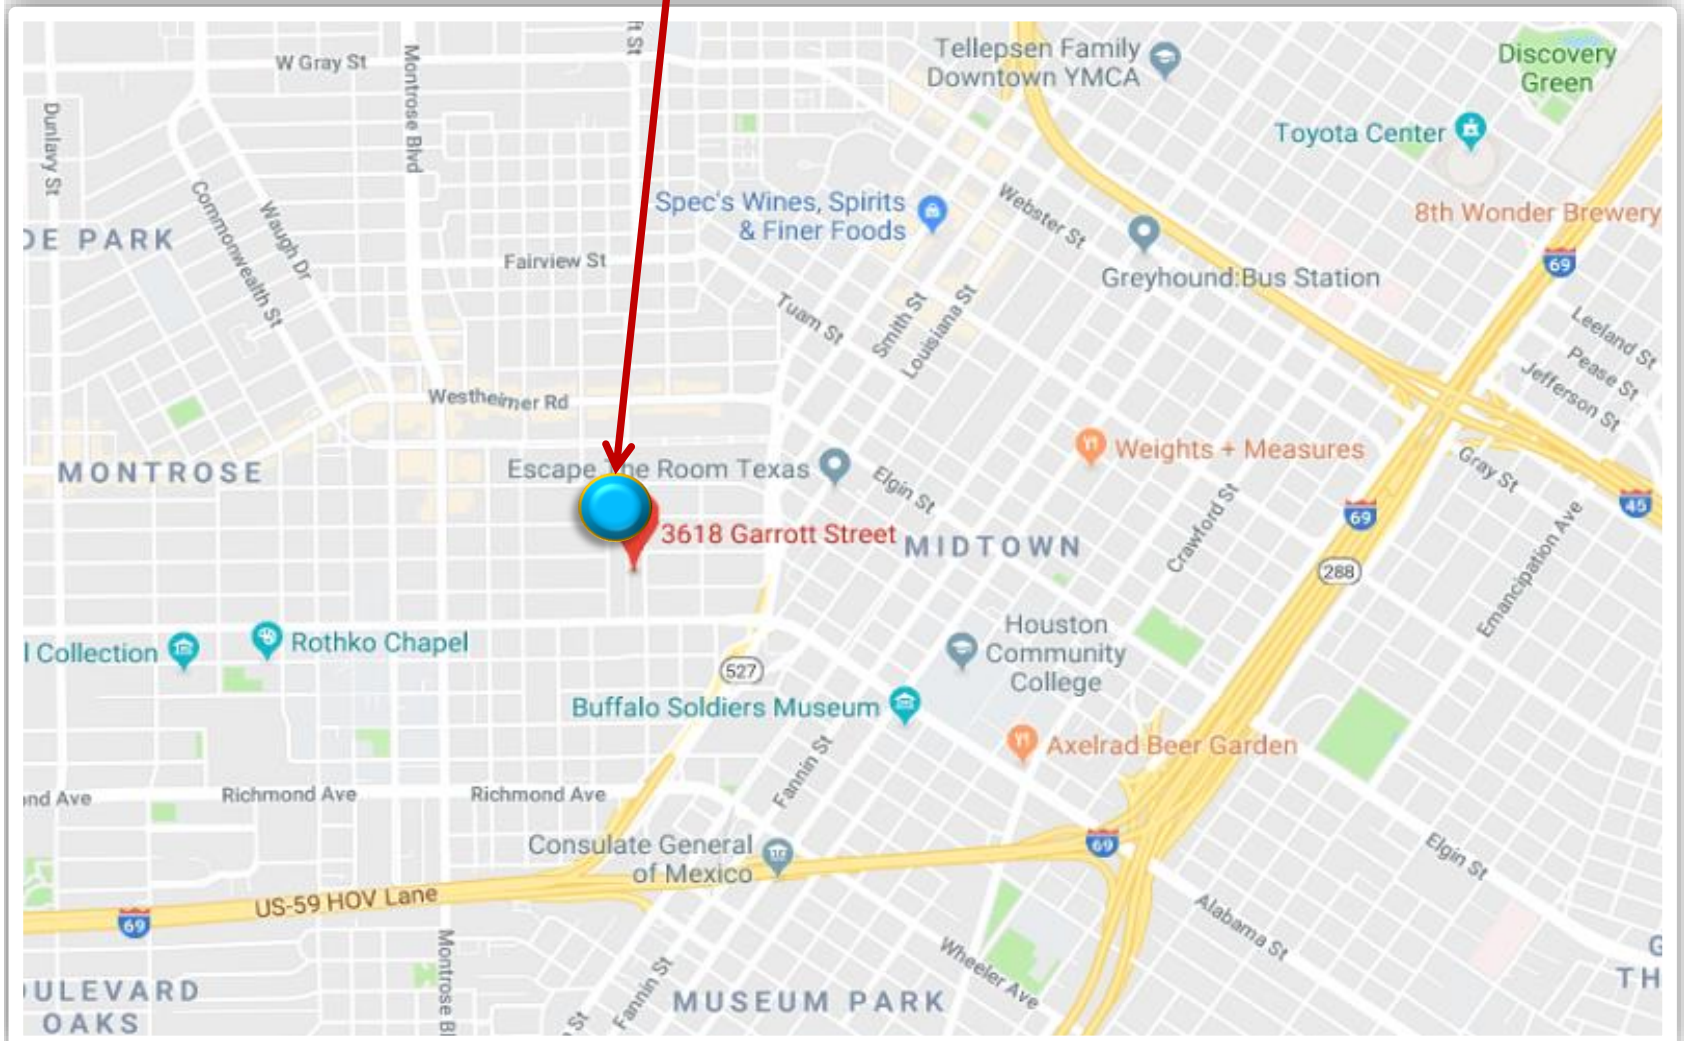 ft St
W Gray St
Montrose Blvd
Dunlavy St
Tellepsen Family
Downtown YMCA
Discovery
Green
Toyota Center
Commonwealth St
Waugh Dr
DE PARK
Fairview St
Spec's Wines, Spirits
& Finer Foods
Webster St
8th Wonder Brewery
69
Greyhound Bus Station
Tuam St
Smith St
Louisiana St
Leeland St
Pease St
Jefferson St
Westheimer Rd
MONTROSE
Escape The Room Texas
Elgin St
Weights + Measures
Gray St
Crawford St
69
45
3618 Garrott Street
MIDTOWN
288
Emancipation Ave
l Collection
Rothko Chapel
527
Houston
Community
College
Buffalo Soldiers Museum
Axelrad Beer Garden
Fannin St
nd Ave
Richmond Ave
Richmond Ave
Consulate General
of Mexico
69
Elgin St
US-59 HOV Lane
69
Alabama St
Montrose Bl
Wheeler Ave
Fannin St
St
OULEVARD
OAKS
MUSEUM PARK
G
TH